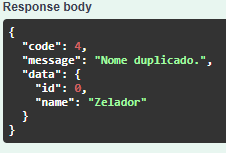 Response body
{
  "code": 4,
  "message": "Nome duplicado.",
  "data": {
    "id": 0,
    "name": "Zelador"
  }
}